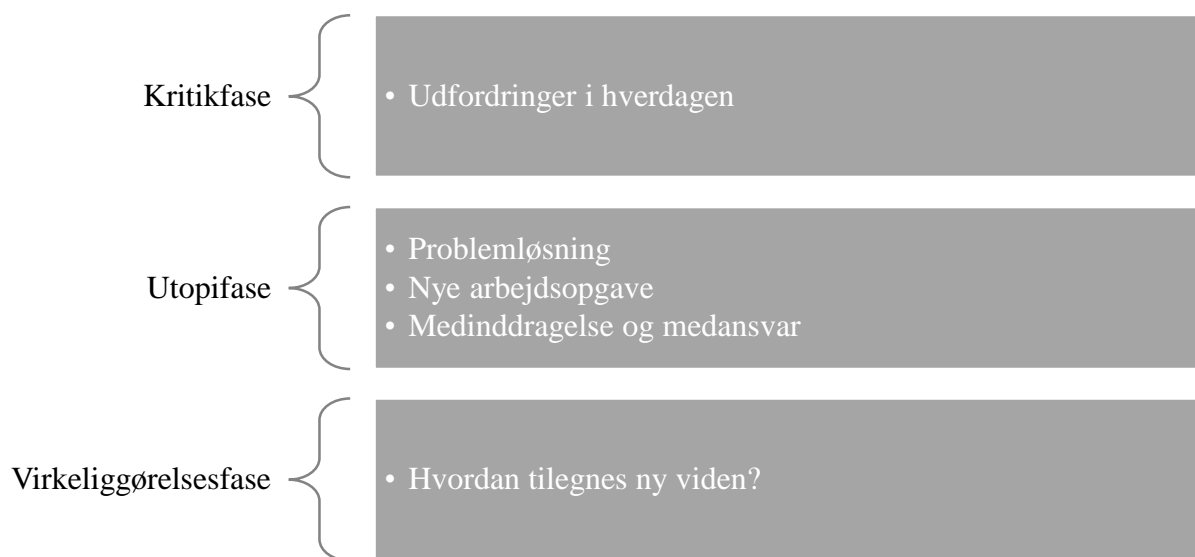 Kritikfase
• Udfordringer i hverdagen
Utopifase
• Problemløsning
• Nye arbejdsopgave
• Medinddragelse og medansvar
Virkeliggørelsesfase
• Hvordan tilegnes ny viden?